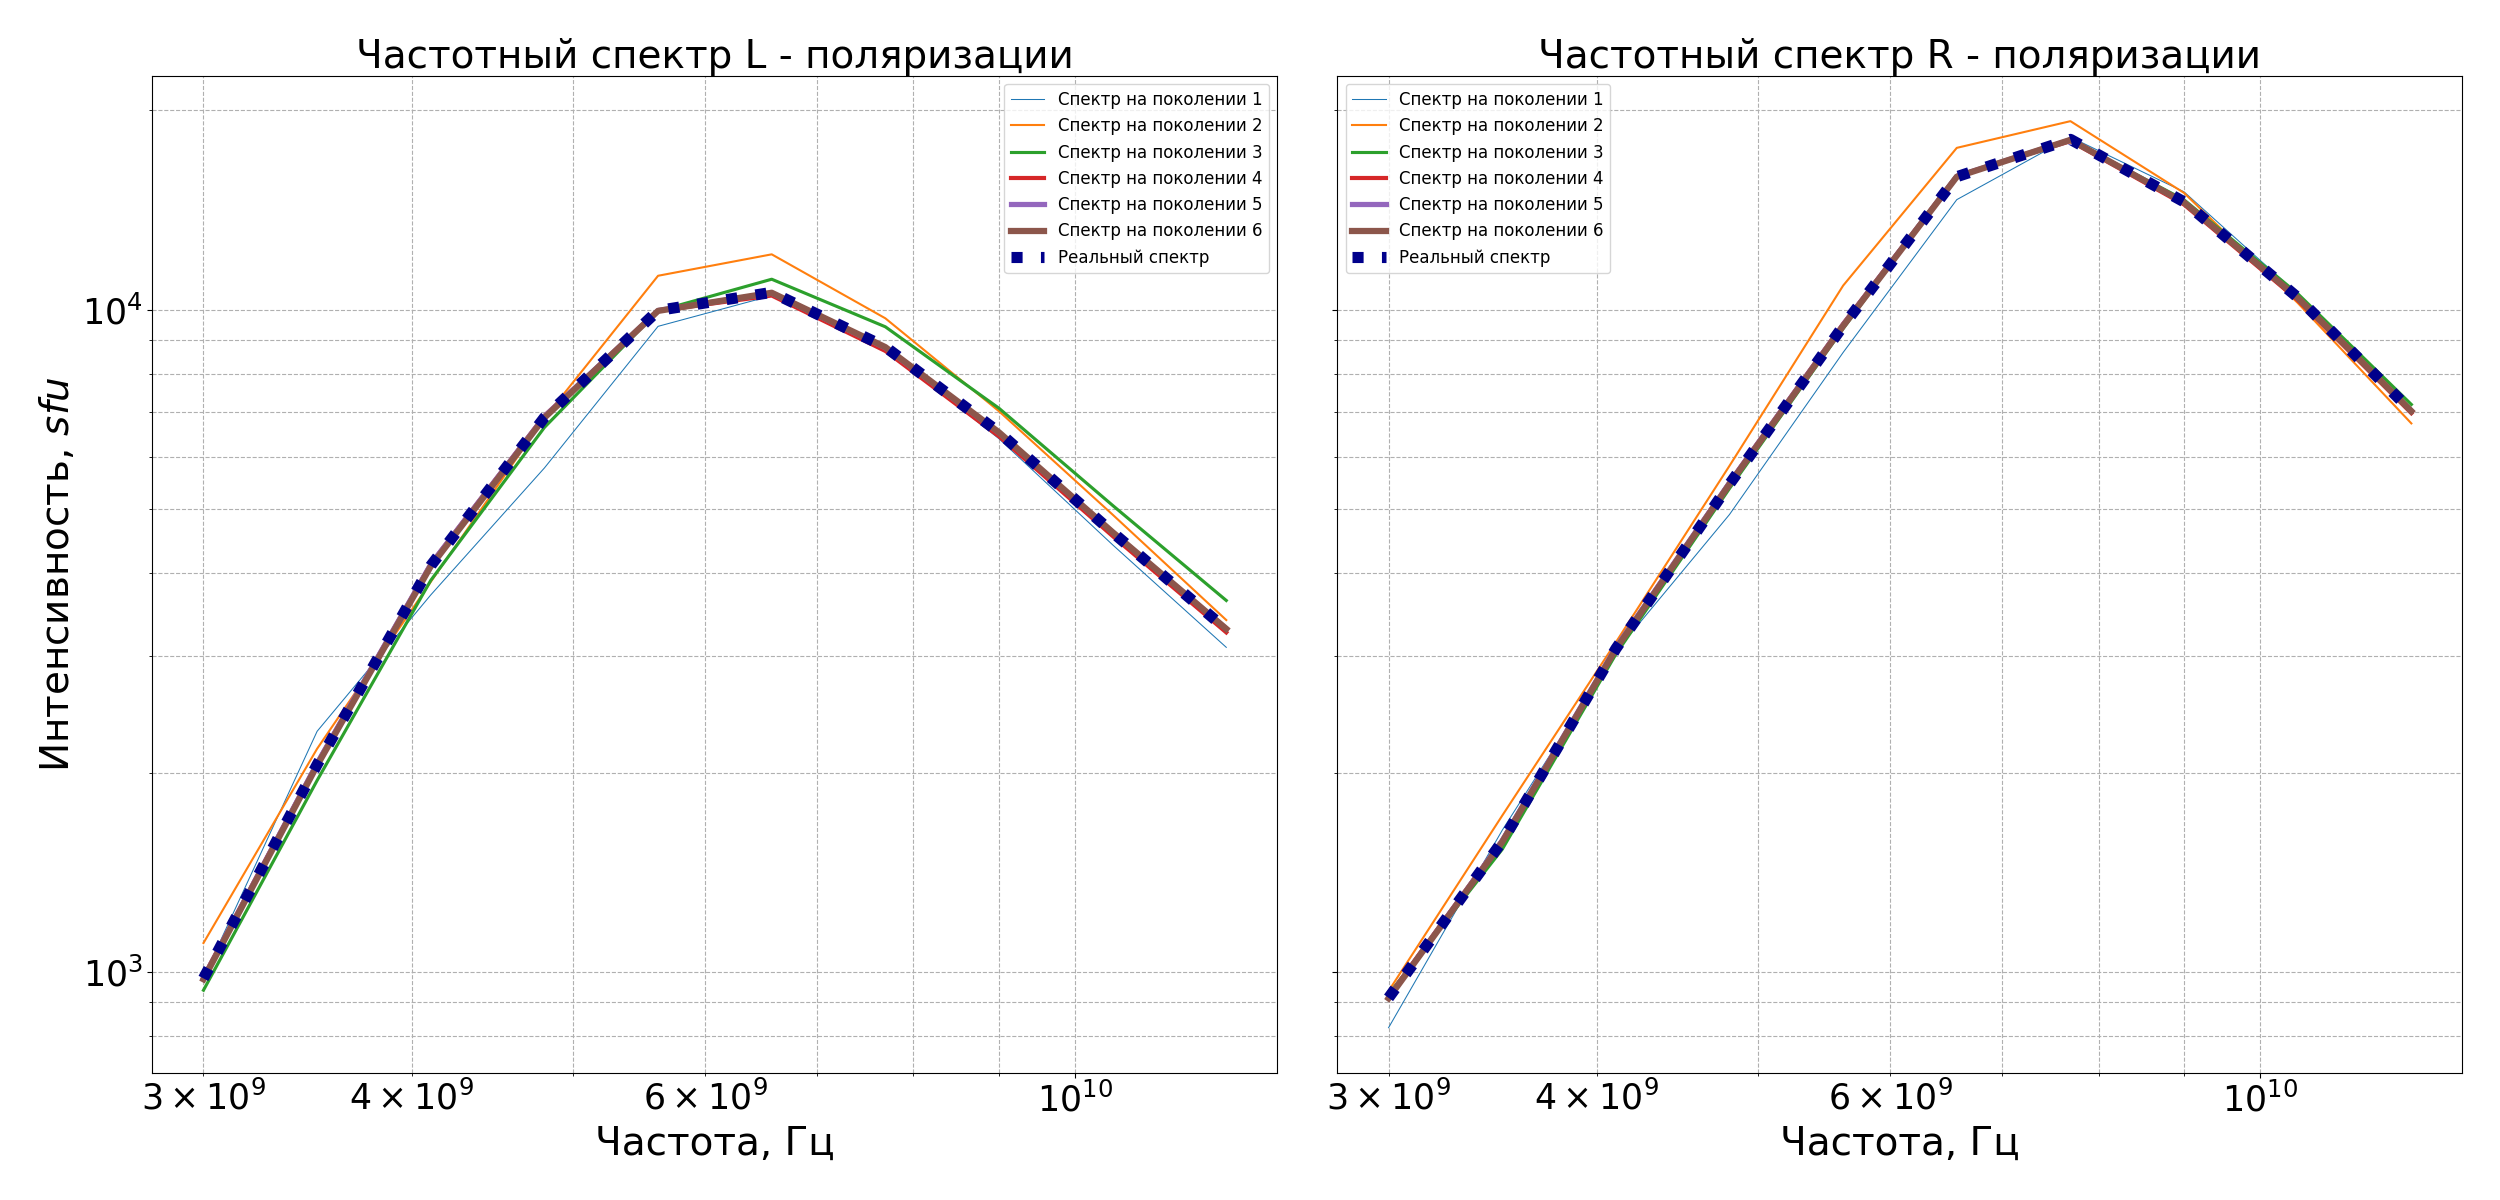 Частотный спектр L - поляризации
Спектр на поколении 1
Спектр на поколении 2
Спектр на поколении 3
Спектр на поколении 4
Спектр на поколении 5
Спектр на поколении 6
Реальный спектр
Интенсивность, sfu
10⁴
10³
3 × 10⁹
4 × 10⁹
6 × 10⁹
10¹⁰
Частота, Гц
Частотный спектр R - поляризации
Спектр на поколении 1
Спектр на поколении 2
Спектр на поколении 3
Спектр на поколении 4
Спектр на поколении 5
Спектр на поколении 6
Реальный спектр
3 × 10⁹
4 × 10⁹
6 × 10⁹
10¹⁰
Частота, Гц